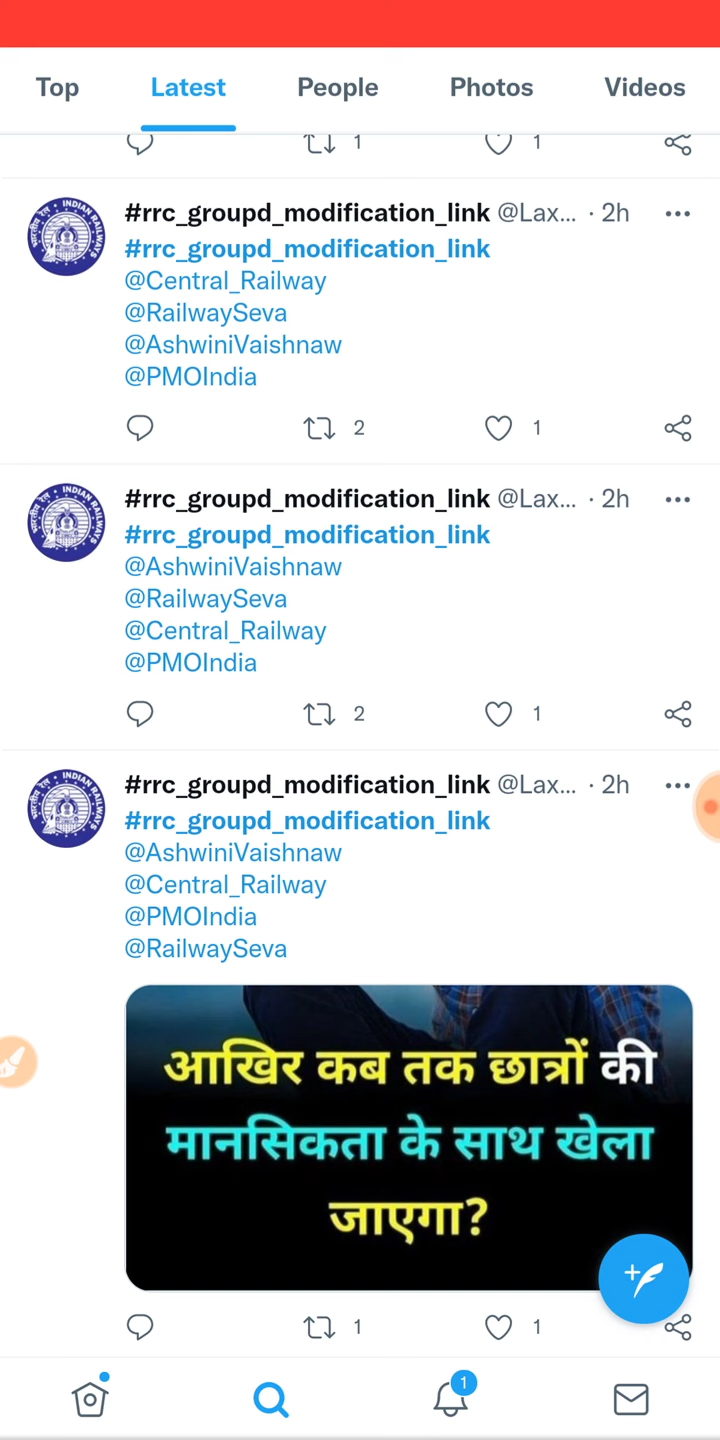 Top Latest People Photos Videos
1 1
#rrc_groupd_modification_link @Lax... · 2h
#rrc_groupd_modification_link
@Central_Railway
@RailwaySeva
@AshwiniVaishnaw
@PMOIndia
2 1
#rrc_groupd_modification_link @Lax... · 2h
#rrc_groupd_modification_link
@AshwiniVaishnaw
@RailwaySeva
@Central_Railway
@PMOIndia
2 1
#rrc_groupd_modification_link @Lax... · 2h
#rrc_groupd_modification_link
@AshwiniVaishnaw
@Central_Railway
@PMOIndia
@RailwaySeva
आखिर कब तक छात्रों की
मानसिकता के साथ खेला
जाएगा?
1 1
1